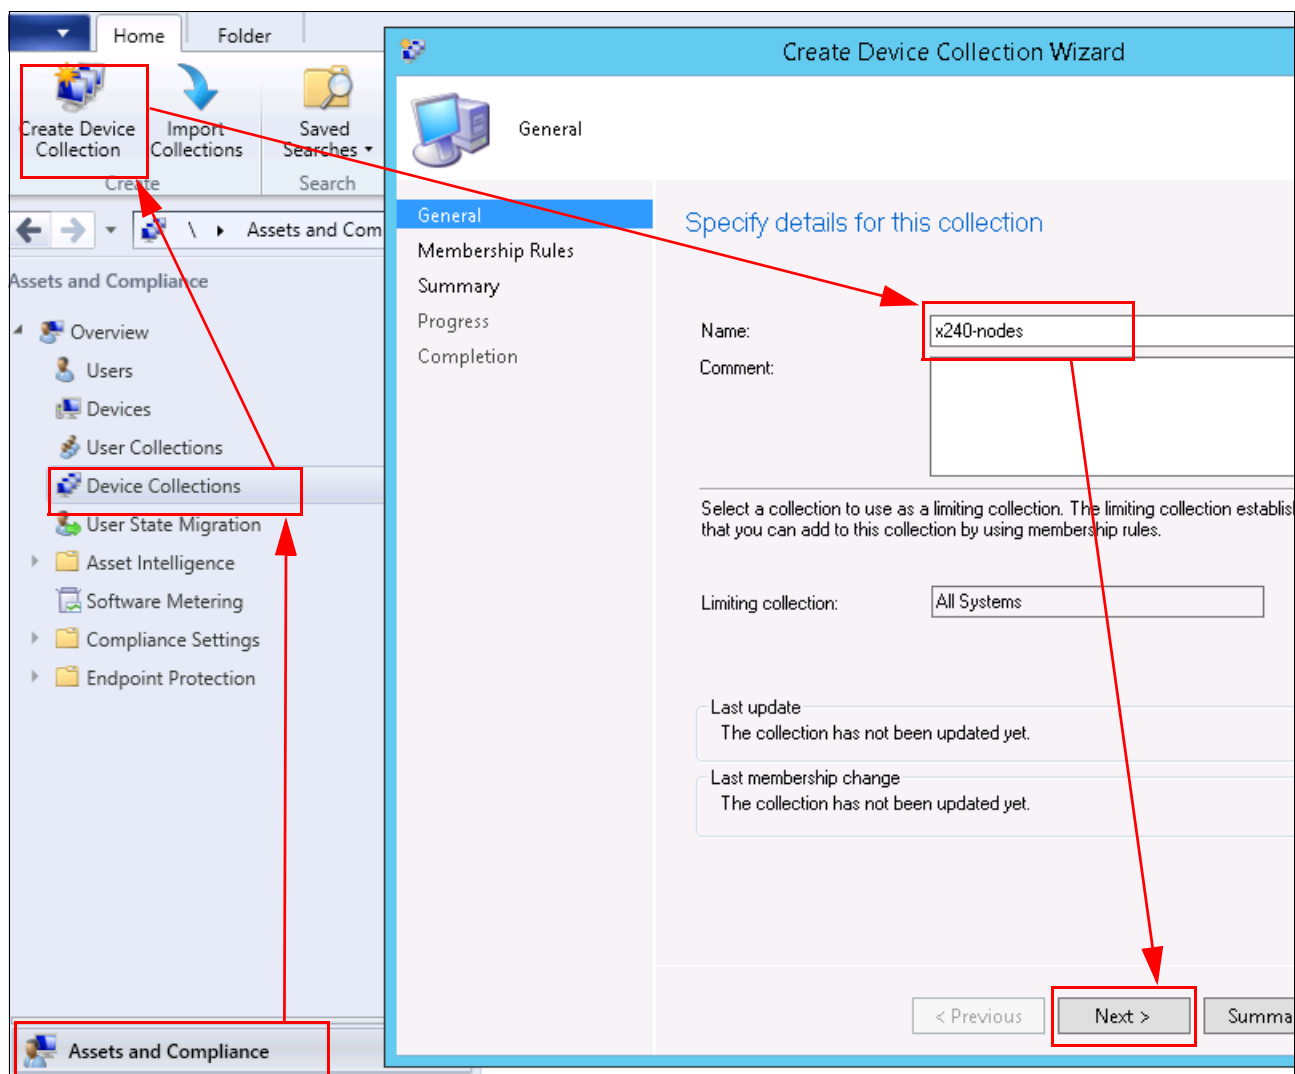 Home
Folder
Create Device
Collection
Import
Collections
Saved
Searches
Create
Search
\ Assets and Com
Assets and Compliance
Overview
Users
Devices
User Collections
Device Collections
User State Migration
Asset Intelligence
Software Metering
Compliance Settings
Endpoint Protection
Assets and Compliance
Create Device Collection Wizard
General
General
Membership Rules
Summary
Progress
Completion
Specify details for this collection
Name:
x240-nodes
Comment:
Select a collection to use as a limiting collection. The limiting collection establis
that you can add to this collection by using membership rules.
Limiting collection:
All Systems
Last update
The collection has not been updated yet.
Last membership change
The collection has not been updated yet.
< Previous
Next >
Summa